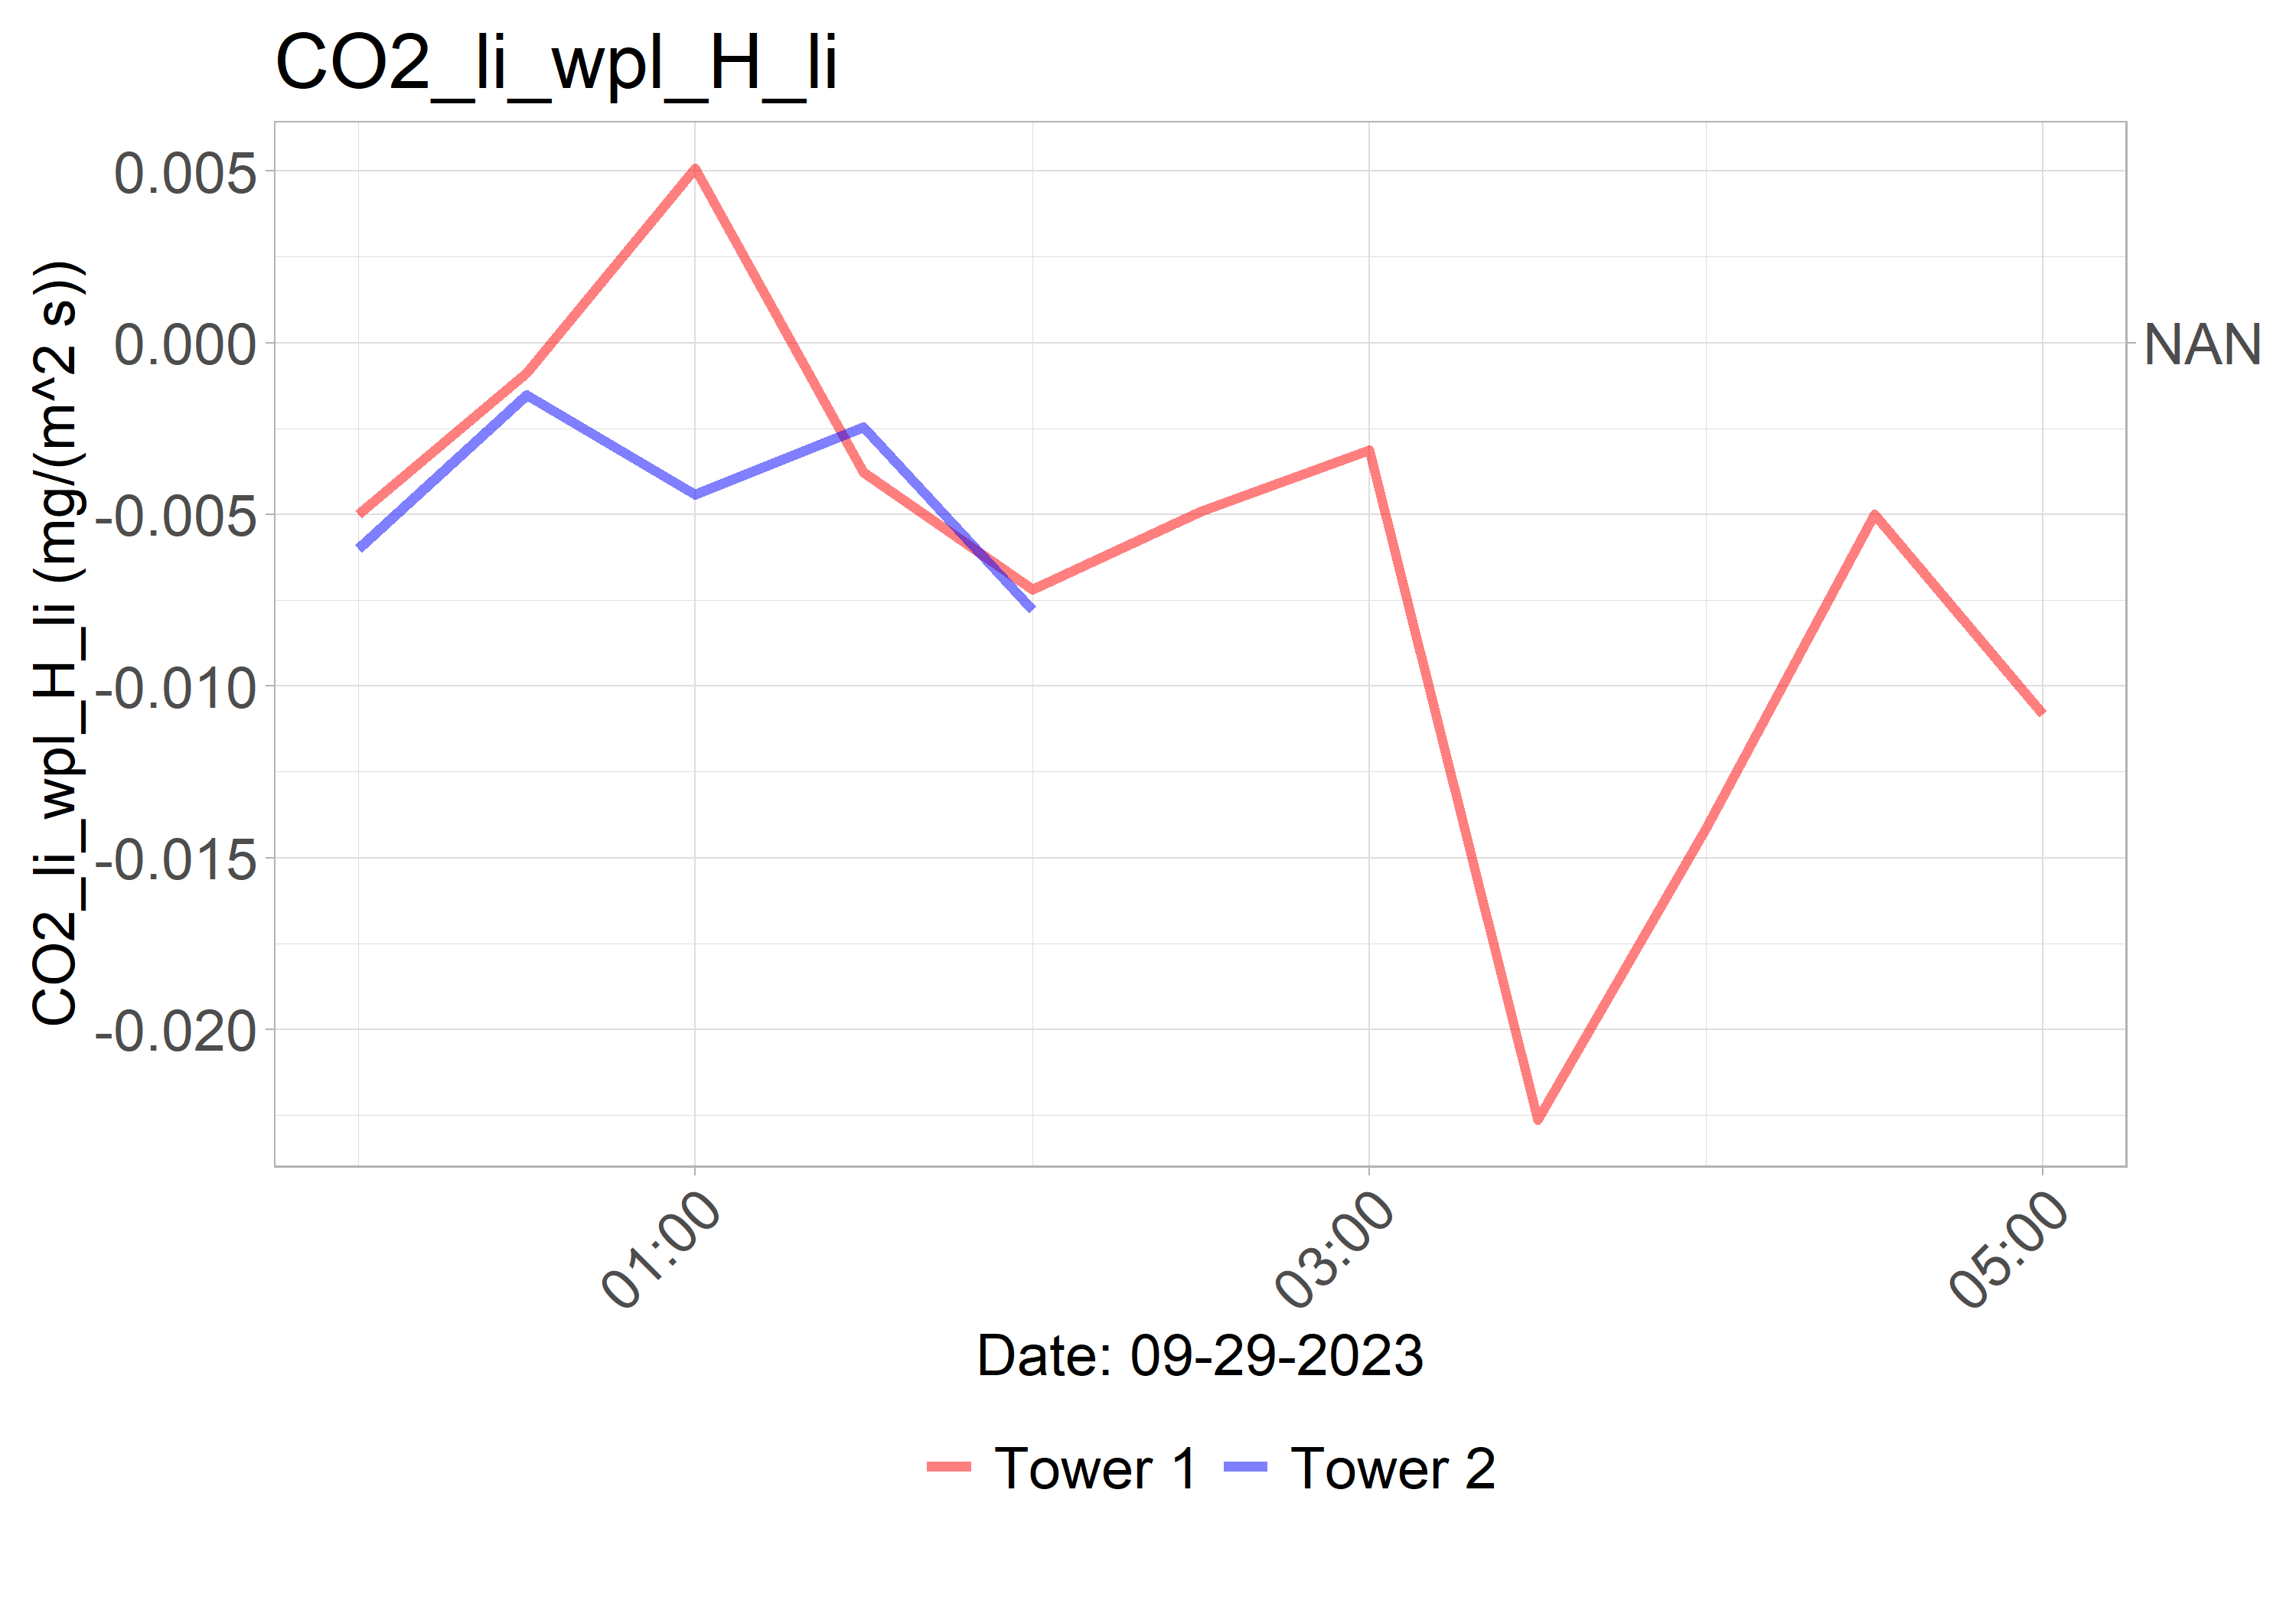 CO2_li_wpl_H_li
CO2_li_wpl_H_li (mg/(m^2 s))
0.005
0.000
-0.005
-0.010
-0.015
-0.020
NAN
01:00
03:00
05:00
Date: 09-29-2023
Tower 1
Tower 2